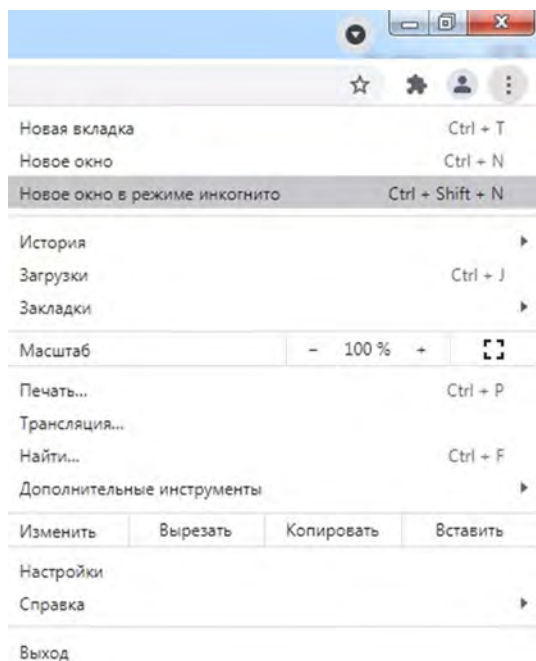 Новая вкладка Ctrl + T
Новое окно Ctrl + N
Новое окно в режиме инкогнито Ctrl + Shift + N
История
Загрузки Ctrl + J
Закладки
Масштаб - 100 % +
Печать... Ctrl + P
Трансляция...
Найти... Ctrl + F
Дополнительные инструменты
Изменить Вырезать Копировать Вставить
Настройки
Справка
Выход